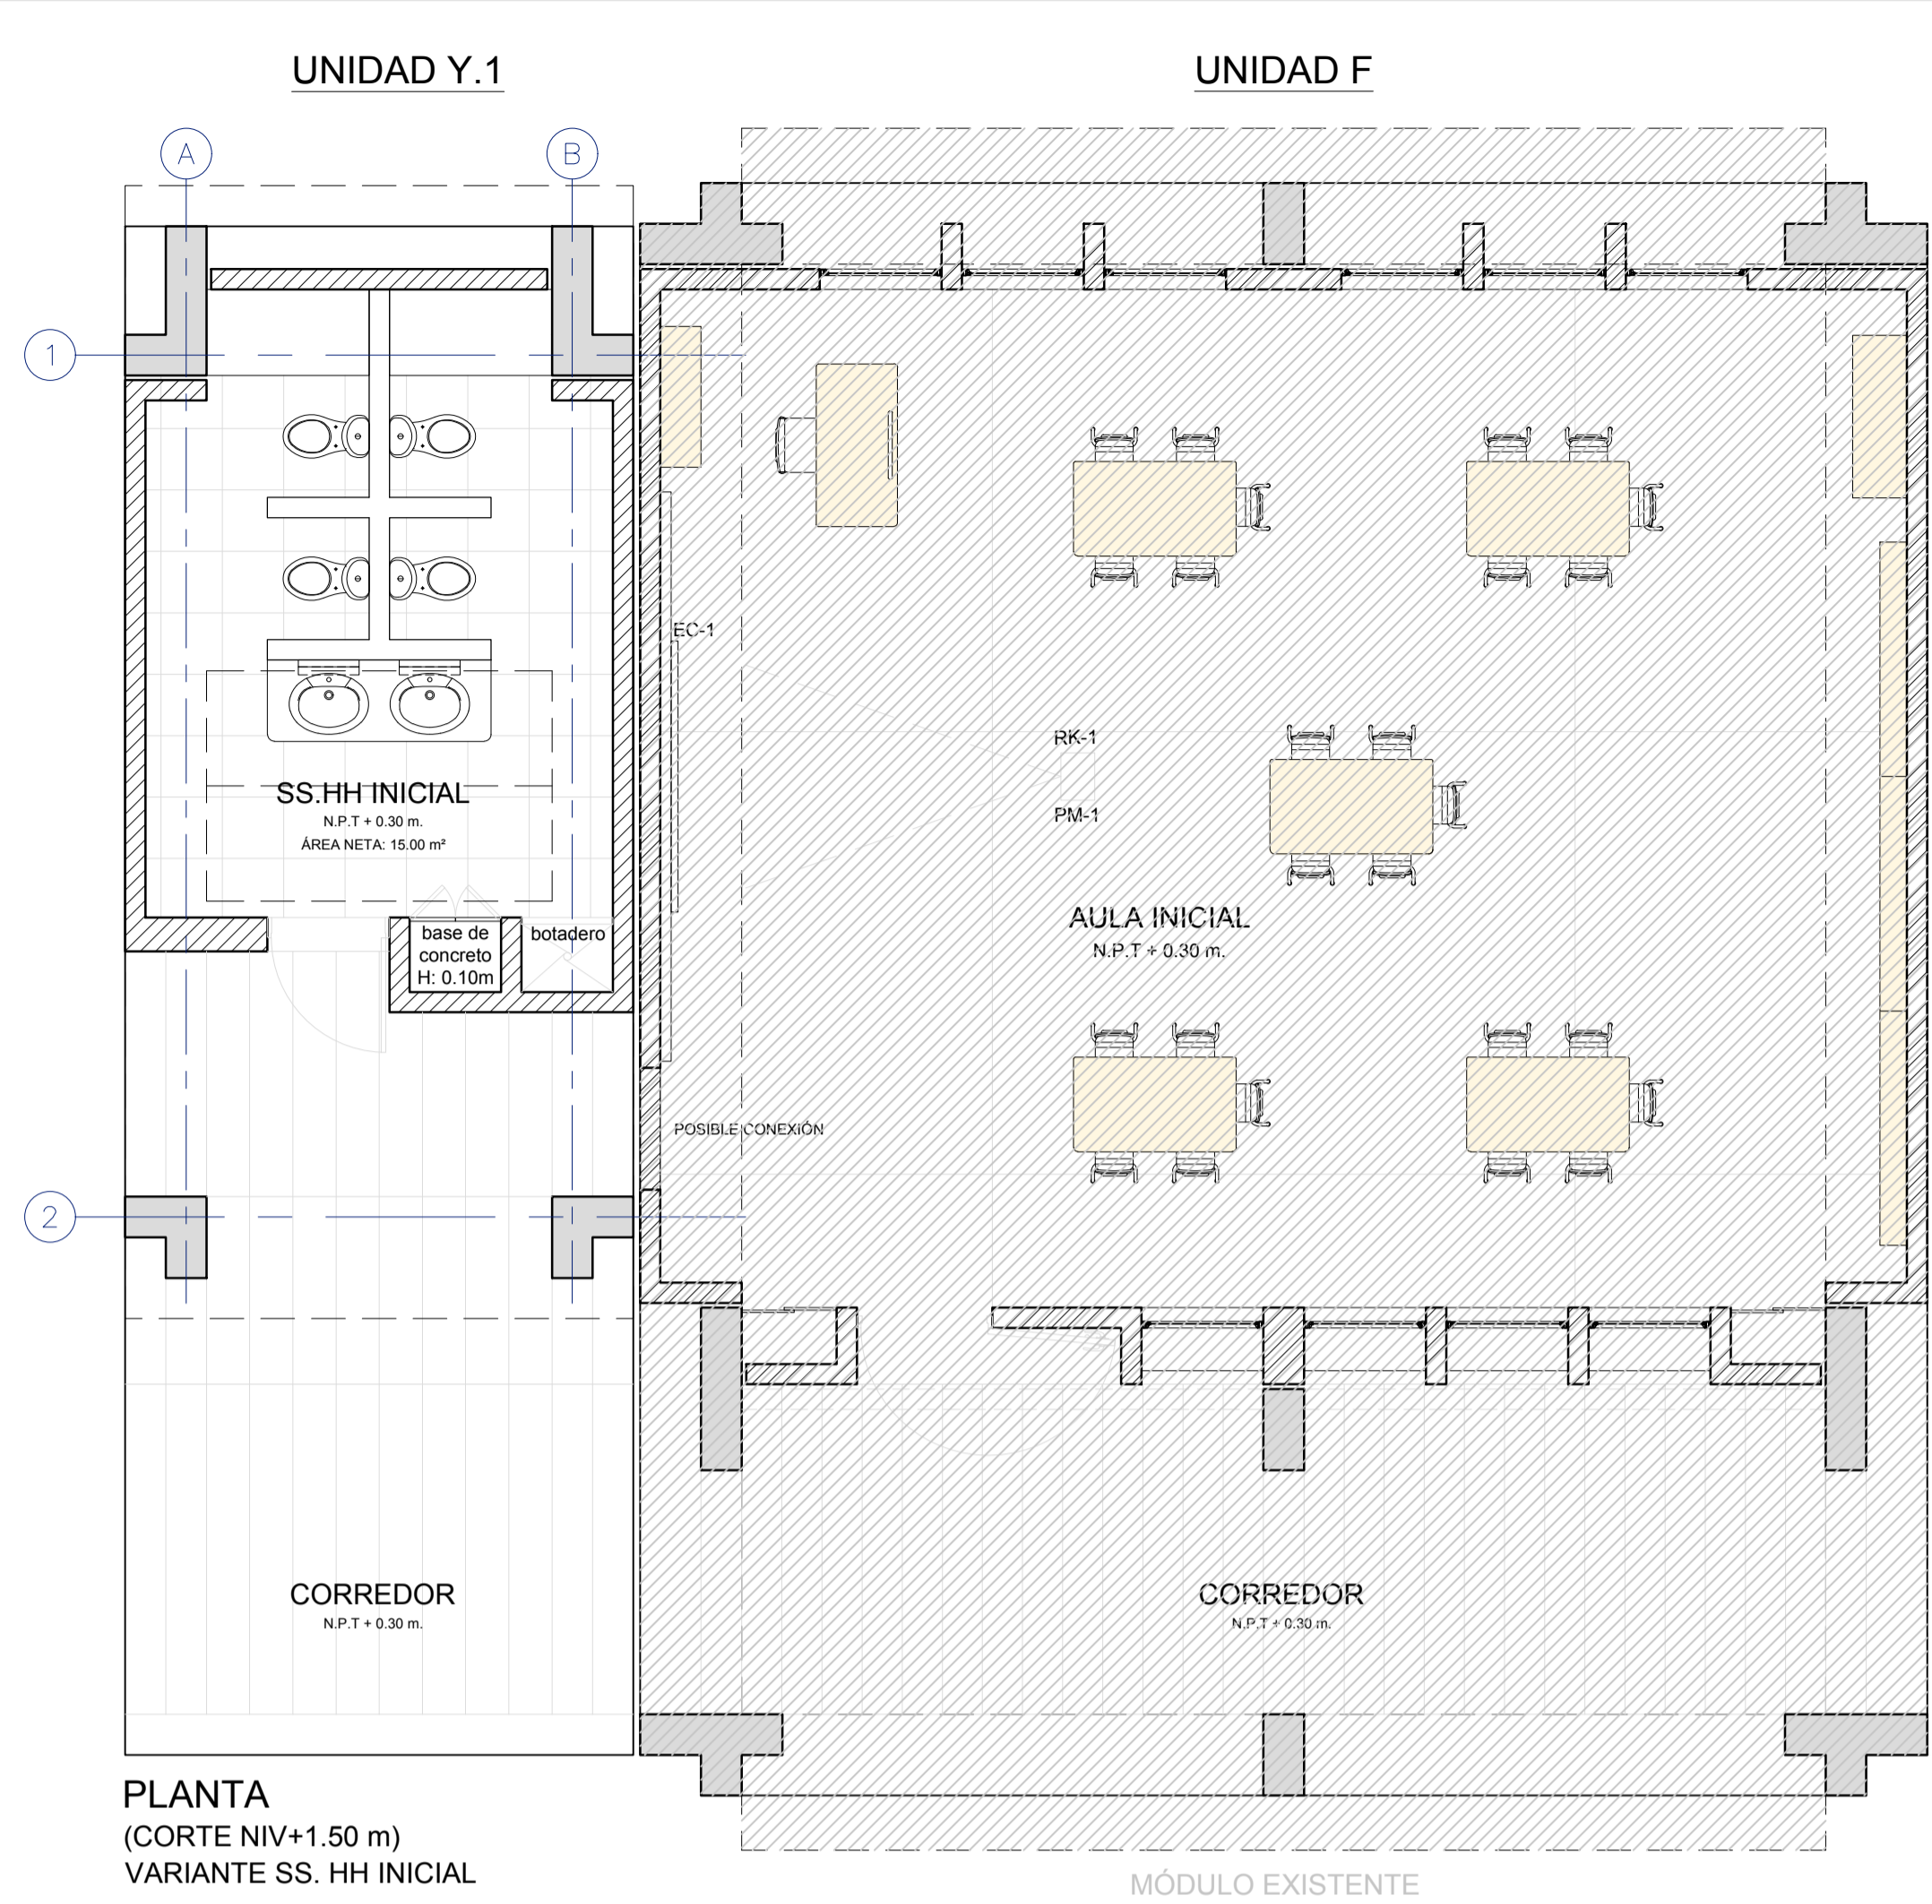 UNIDAD Y.1
UNIDAD F
A
B
1
EC-1
RK-1
PM-1
SS.HH INICIAL
N.P.T + 0.30 m.
ÁREA NETA: 15.00 m²
AULA INICIAL
N.P.T + 0.30 m.
base de
concreto
H: 0.10m
botadero
POSIBLE CONEXIÓN
2
CORREDOR
N.P.T + 0.30 m.
CORREDOR
N.P.T + 0.30 m.
PLANTA
(CORTE NIV+1.50 m)
VARIANTE SS. HH INICIAL
MÓDULO EXISTENTE